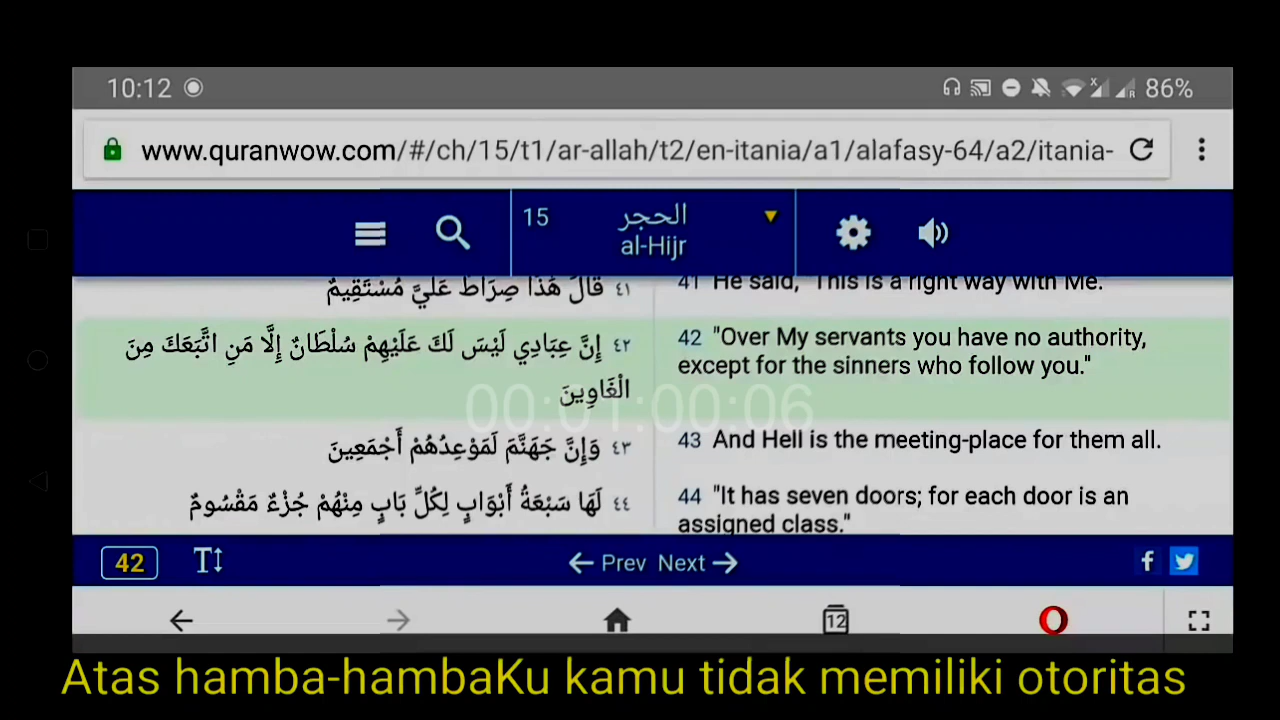 10:12
86%
www.quranwow.com/#/ch/15/t1/ar-allah/t2/en-itania/a1/alafasy-64/a2/itania-
15
الحجر
al-Hijr
٤١ قَالَ هَٰذَا صِرَاطٌ عَلَيَّ مُسْتَقِيمٌ
41 He said, "This is a right way with Me."
٤٢ إِنَّ عِبَادِي لَيْسَ لَكَ عَلَيْهِمْ سُلْطَانٌ إِلَّا مَنِ اتَّبَعَكَ مِنَ
الْغَاوِينَ
42 "Over My servants you have no authority,
except for the sinners who follow you."
00:01:00:06
٤٣ وَإِنَّ جَهَنَّمَ لَمَوْعِدُهُمْ أَجْمَعِينَ
43 And Hell is the meeting-place for them all.
٤٤ لَهَا سَبْعَةُ أَبْوَابٍ لِكُلِّ بَابٍ مِنْهُمْ جُزْءٌ مَقْسُومٌ
44 "It has seven doors; for each door is an
assigned class."
42
T
Prev Next
12
Atas hamba-hambaKu kamu tidak memiliki otoritas